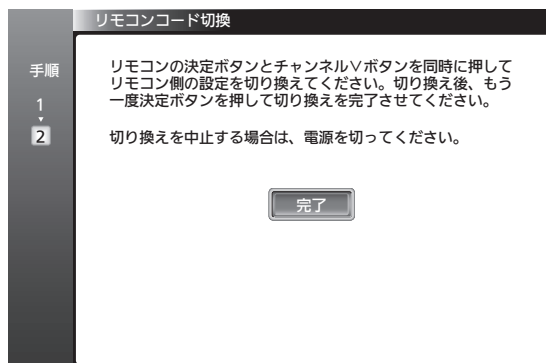 リモコンコード切換
手順
1
2
リモコンの決定ボタンとチャンネル∨ボタンを同時に押して
リモコン側の設定を切り換えてください。切り換え後、もう
一度決定ボタンを押して切り換えを完了させてください。
切り換えを中止する場合は、電源を切ってください。
完了